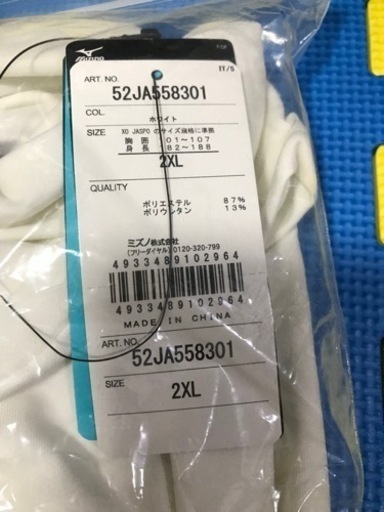 MIZUNO
IT/S
ART. NO.
52JA558301
COL.
ホワイト
SIZE
XO JASPO のサイズ規格に準拠
胸囲 101~107
身長 182~188
2XL
QUALITY
ポリエステル 87%
ポリウレタン 13%
ミズノ株式会社
(フリーダイヤル)0120-320-799
4933489102964
4933489102964
MADE IN CHINA
ART. NO.
52JA558301
SIZE
2XL